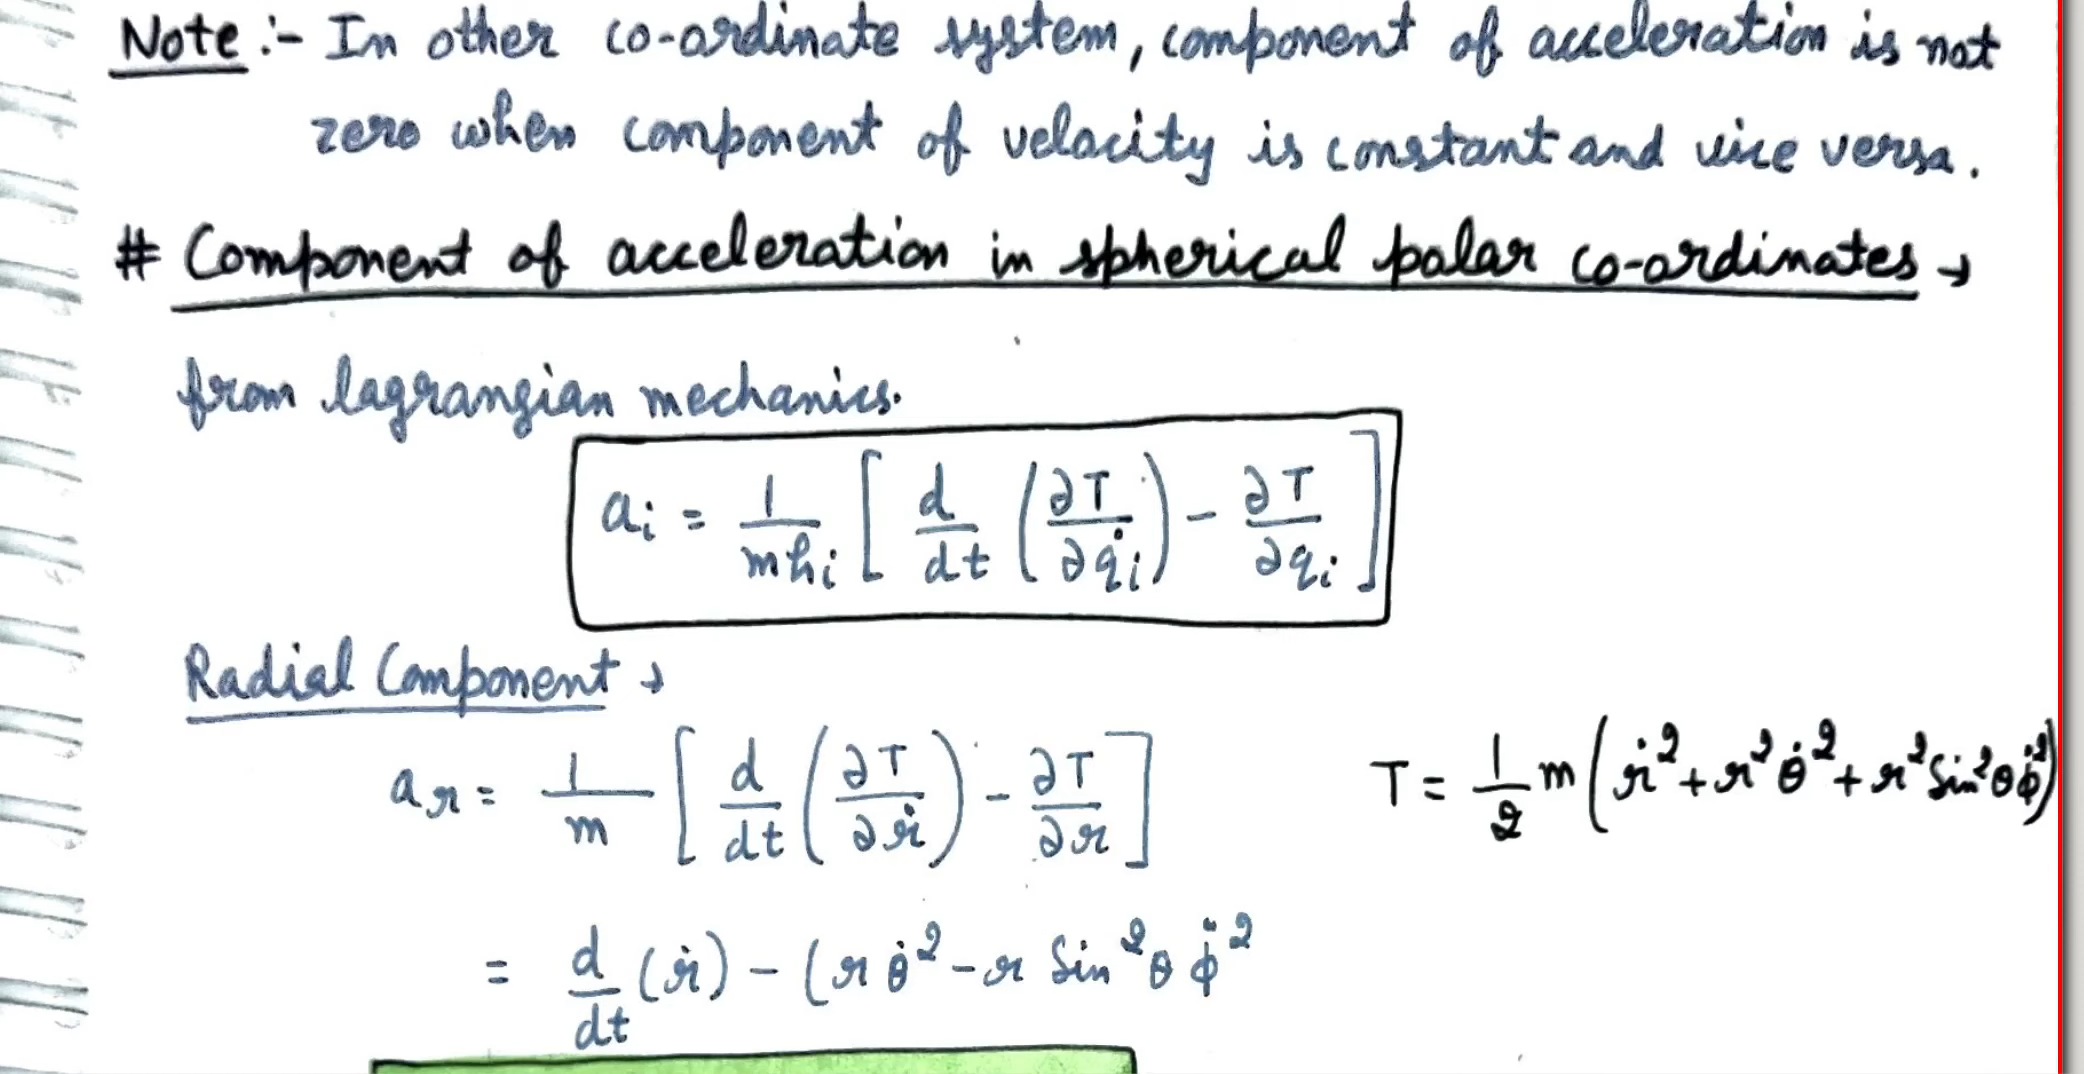 Note :- In other co-ordinate system, component of acceleration is not
zero when component of velocity is constant and vice versa.
# Component of acceleration in spherical polar co-ordinates →
from lagrangian mechanics.
aᵢ = 1/(mhᵢ) [ d/dt (∂T/∂q̇ᵢ) - ∂T/∂qᵢ ]
Radial Component →
aᵣ = 1/m [ d/dt (∂T/∂ṙ) - ∂T/∂r ] T = 1/2 m (ṙ² + r² θ̇² + r² Sin²θ φ̇²)
= d/dt (ṙ) - (r θ̇² - r Sin²θ φ̇²